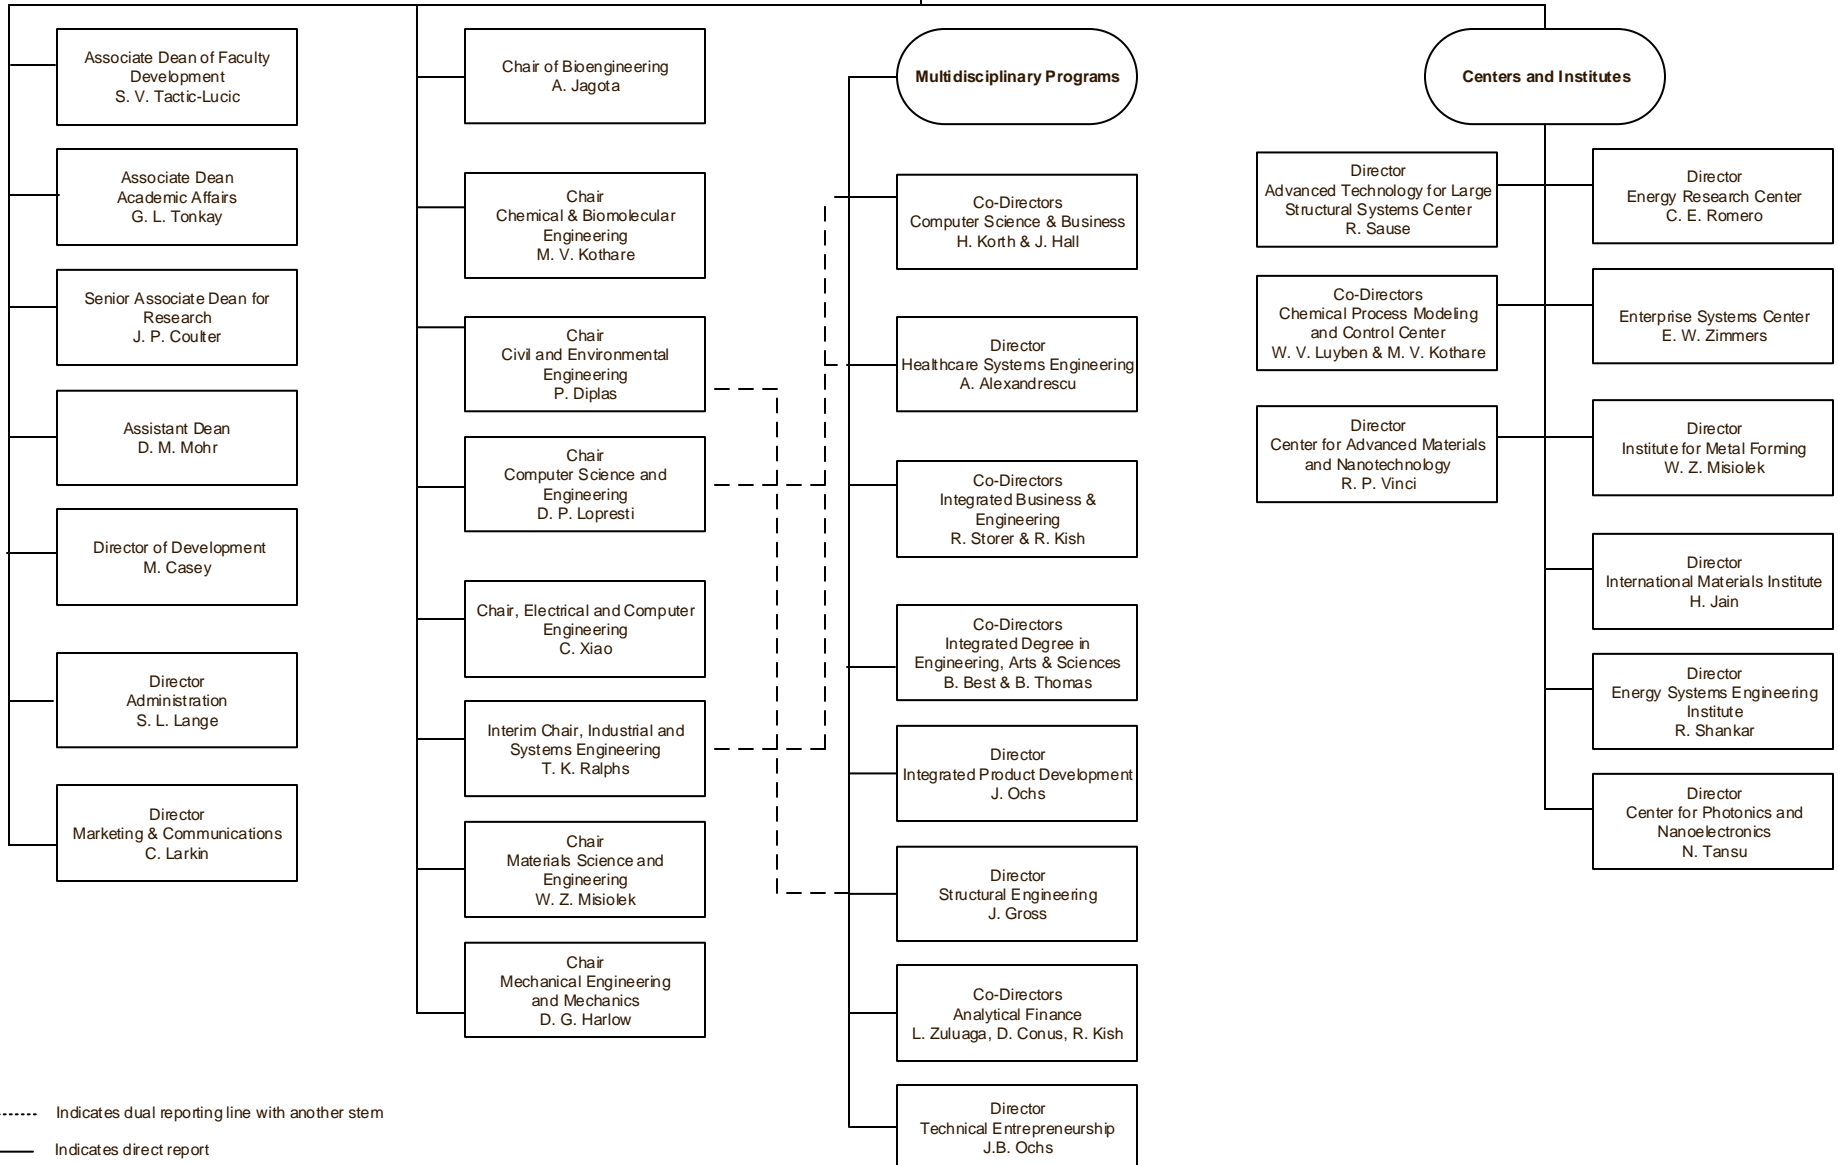 Associate Dean of Faculty
Development
S. V. Tactic-Lucic
Associate Dean
Academic Affairs
G. L. Tonkay
Senior Associate Dean for
Research
J. P. Coulter
Assistant Dean
D. M. Mohr
Director of Development
M. Casey
Director
Administration
S. L. Lange
Director
Marketing & Communications
C. Larkin
Chair of Bioengineering
A. Jagota
Chair
Chemical & Biomolecular
Engineering
M. V. Kothare
Chair
Civil and Environmental
Engineering
P. Diplas
Chair
Computer Science and
Engineering
D. P. Lopresti
Chair, Electrical and Computer
Engineering
C. Xiao
Interim Chair, Industrial and
Systems Engineering
T. K. Ralphs
Chair
Materials Science and
Engineering
W. Z. Misiolek
Chair
Mechanical Engineering
and Mechanics
D. G. Harlow
Multidisciplinary Programs
Co-Directors
Computer Science & Business
H. Korth & J. Hall
Director
Healthcare Systems Engineering
A. Alexandrescu
Co-Directors
Integrated Business &
Engineering
R. Storer & R. Kish
Co-Directors
Integrated Degree in
Engineering, Arts & Sciences
B. Best & B. Thomas
Director
Integrated Product Development
J. Ochs
Director
Structural Engineering
J. Gross
Co-Directors
Analytical Finance
L. Zuluaga, D. Conus, R. Kish
Director
Technical Entrepreneurship
J.B. Ochs
Centers and Institutes
Director
Advanced Technology for Large
Structural Systems Center
R. Sause
Co-Directors
Chemical Process Modeling
and Control Center
W. V. Luyben & M. V. Kothare
Director
Center for Advanced Materials
and Nanotechnology
R. P. Vinci
Director
Energy Research Center
C. E. Romero
Enterprise Systems Center
E. W. Zimmers
Director
Institute for Metal Forming
W. Z. Misiolek
Director
International Materials Institute
H. Jain
Director
Energy Systems Engineering
Institute
R. Shankar
Director
Center for Photonics and
Nanoelectronics
N. Tansu
Indicates dual reporting line with another stem
Indicates direct report